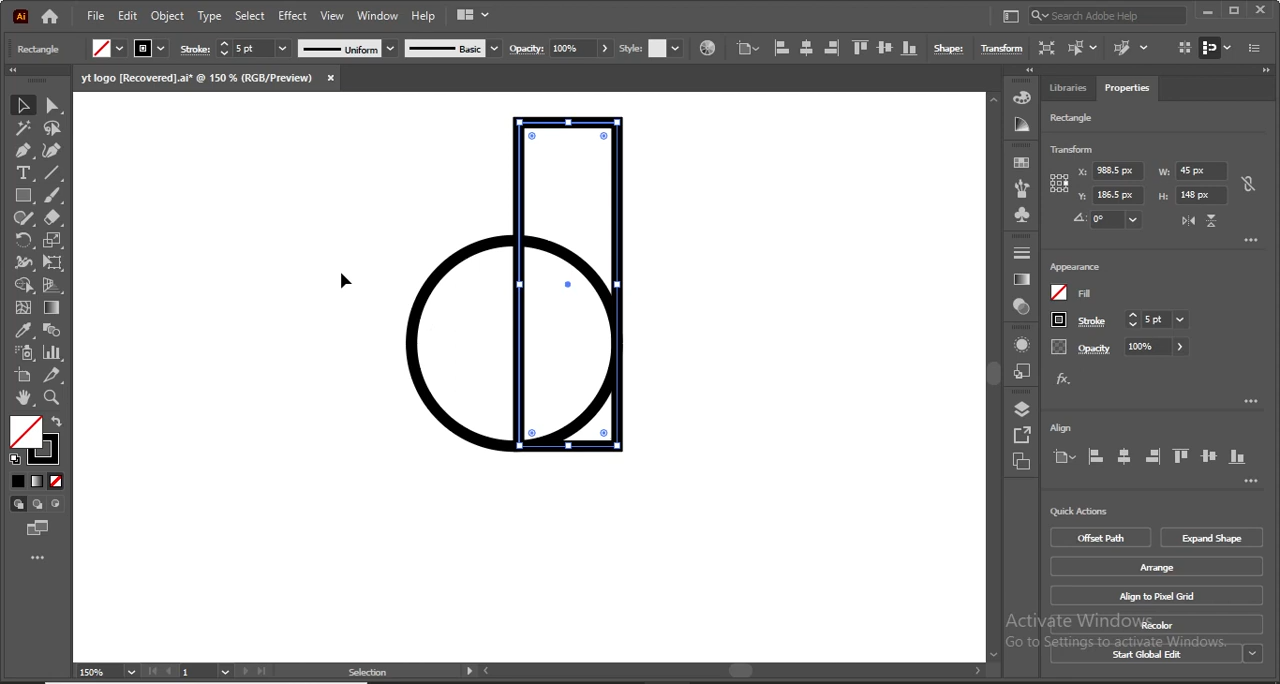 Ai File Edit Object Type Select Effect View Window Help Search Adobe Help
Rectangle Stroke: 5 pt Uniform Basic Opacity: 100% Style: Shape: Transform
yt logo [Recovered].ai* @ 150 % (RGB/Preview) ×
Libraries Properties
Rectangle
Transform
X: 988.5 px W: 45 px
Y: 186.5 px H: 148 px
0°
Appearance
Fill
Stroke 5 pt
Opacity 100%
fx.
Align
Quick Actions
Offset Path Expand Shape
Arrange
Align to Pixel Grid
Recolor
Start Global Edit
Activate Windows
Go to Settings to activate Windows.
150% 1 Selection